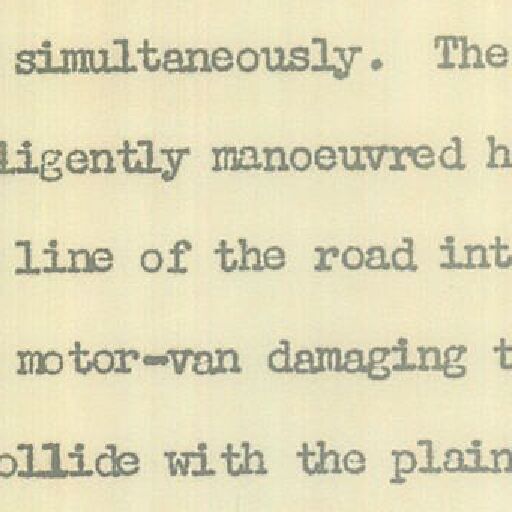 simultaneously. The
ligently manoeuvred h
line of the road int
motor-van damaging t
ollide with the plain